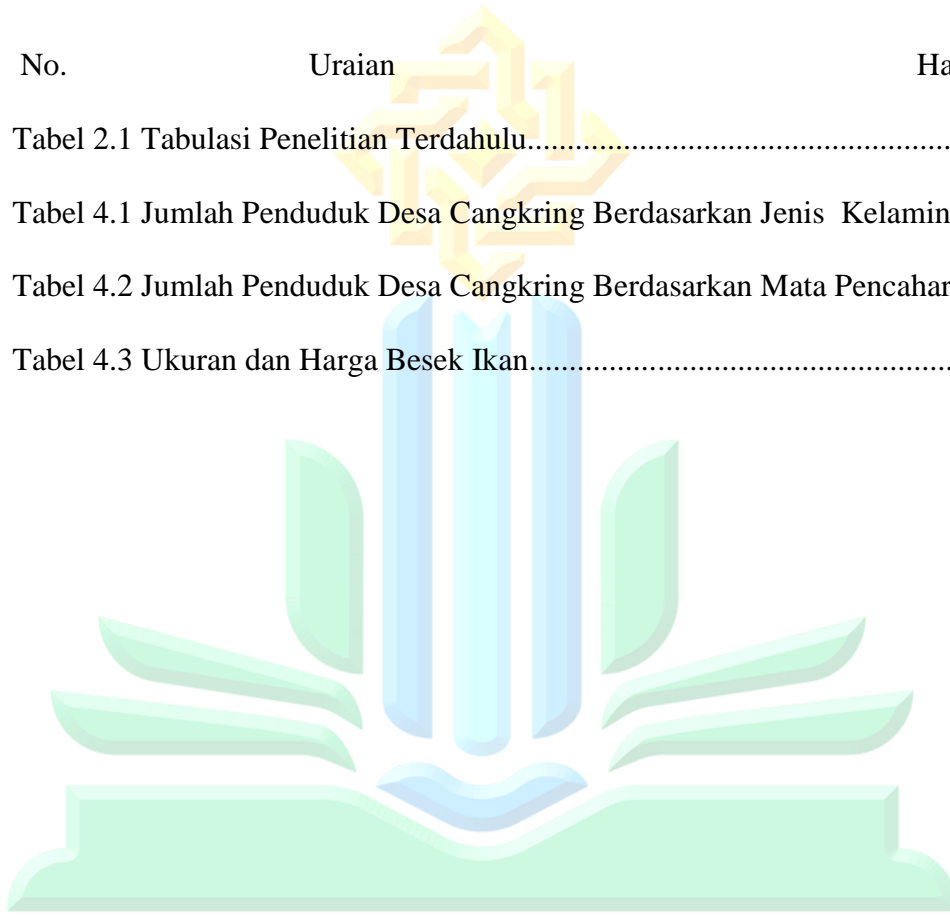 No. Uraian Ha
Tabel 2.1 Tabulasi Penelitian Terdahulu....................................................
Tabel 4.1 Jumlah Penduduk Desa Cangkring Berdasarkan Jenis Kelamin
Tabel 4.2 Jumlah Penduduk Desa Cangkring Berdasarkan Mata Pencahar
Tabel 4.3 Ukuran dan Harga Besek Ikan....................................................